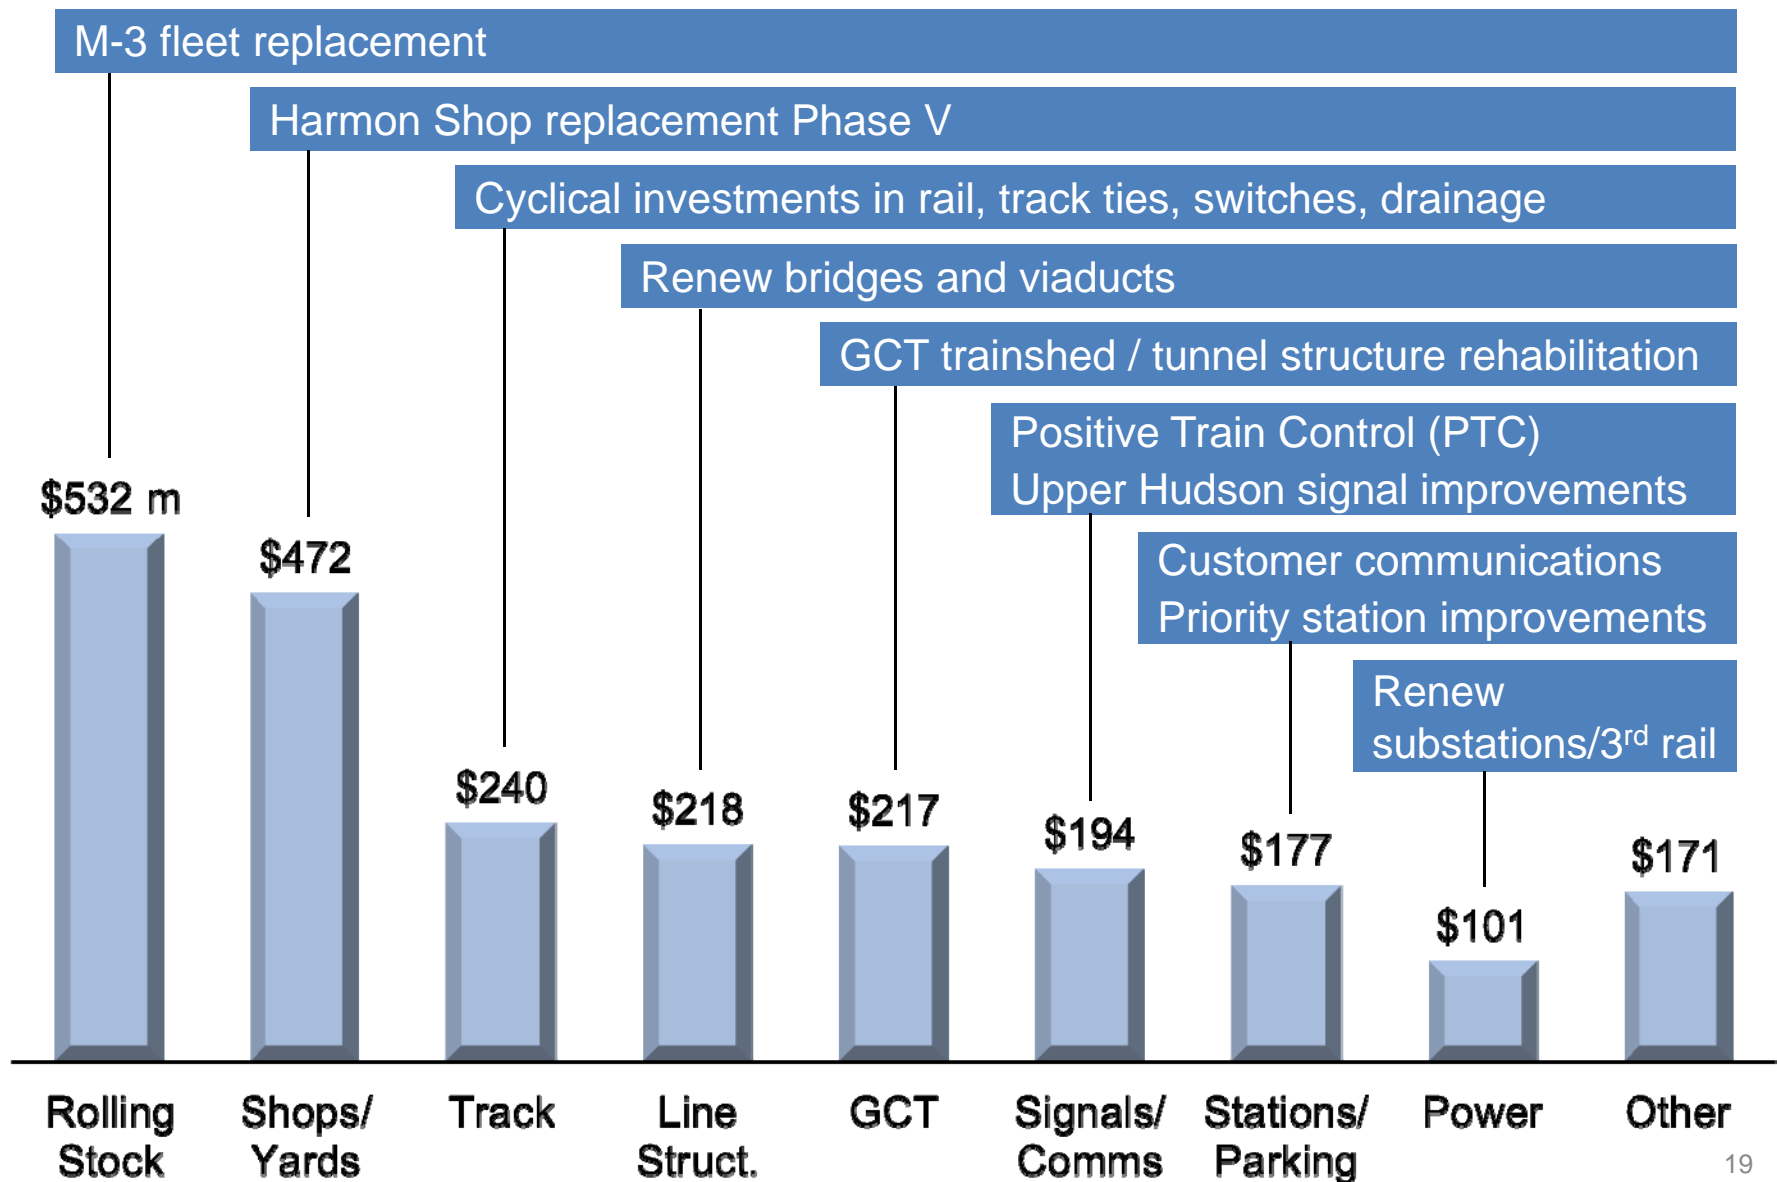 M-3 fleet replacement
Harmon Shop replacement Phase V
Cyclical investments in rail, track ties, switches, drainage
Renew bridges and viaducts
GCT trainshed / tunnel structure rehabilitation
Positive Train Control (PTC)
Upper Hudson signal improvements
Customer communications
Priority station improvements
Renew
substations/3rd rail
$532 m
$472
$240
$218
$217
$194
$177
$101
$171
Rolling
Stock
Shops/
Yards
Track
Line
Struct.
GCT
Signals/
Comms
Stations/
Parking
Power
Other
19